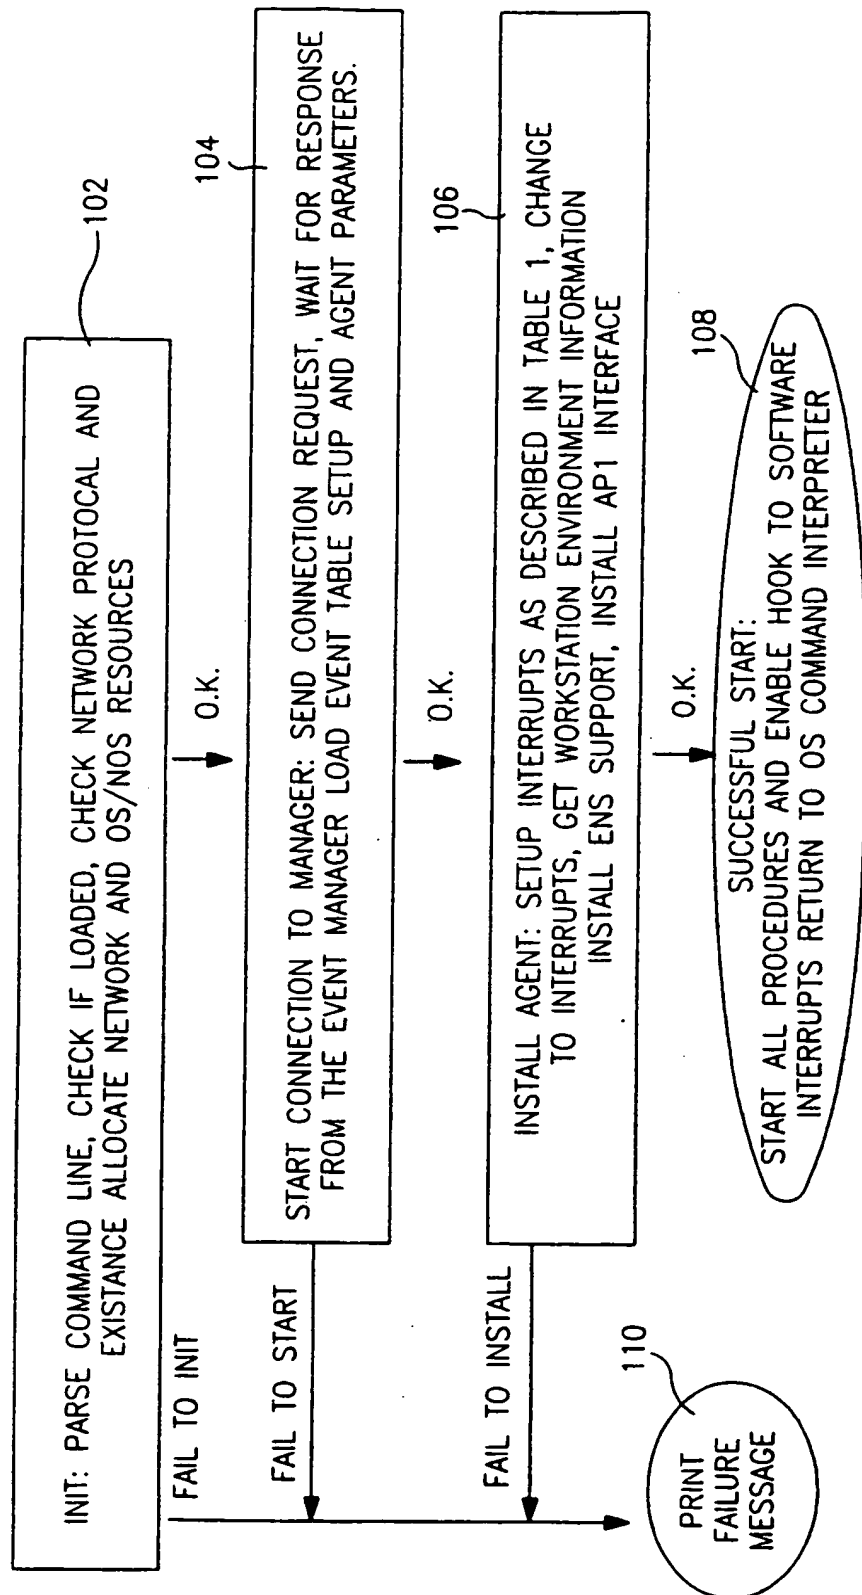 102
INIT: PARSE COMMAND LINE, CHECK IF LOADED, CHECK NETWORK PROTOCAL AND
EXISTANCE ALLOCATE NETWORK AND OS/NOS RESOURCES
FAIL TO INIT
O.K.
104
START CONNECTION TO MANAGER: SEND CONNECTION REQUEST, WAIT FOR RESPONSE
FROM THE EVENT MANAGER LOAD EVENT TABLE SETUP AND AGENT PARAMETERS.
FAIL TO START
O.K.
106
INSTALL AGENT: SETUP INTERRUPTS AS DESCRIBED IN TABLE 1, CHANGE
TO INTERRUPTS, GET WORKSTATION ENVIRONMENT INFORMATION
INSTALL ENS SUPPORT, INSTALL AP1 INTERFACE
FAIL TO INSTALL
O.K.
108
SUCCESSFUL START:
START ALL PROCEDURES AND ENABLE HOOK TO SOFTWARE
INTERRUPTS RETURN TO OS COMMAND INTERPRETER
110
PRINT
FAILURE
MESSAGE